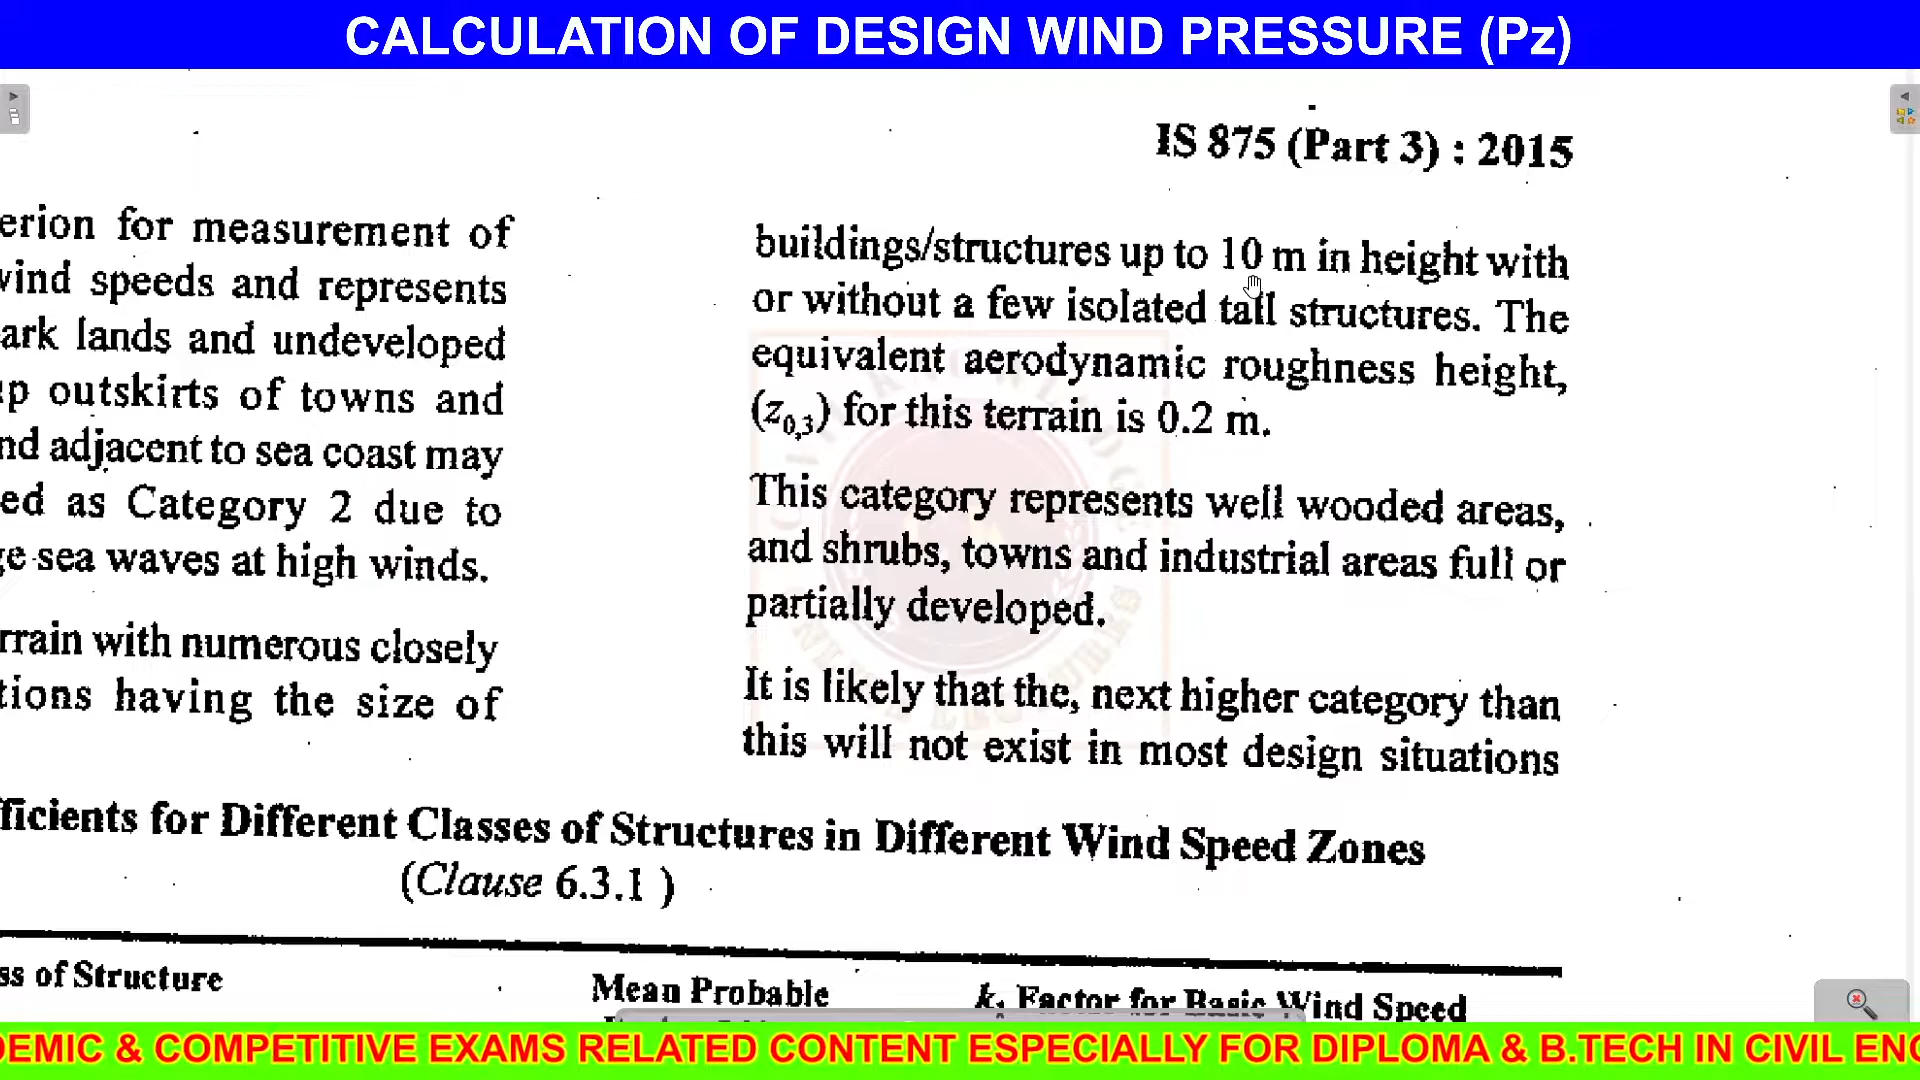 CALCULATION OF DESIGN WIND PRESSURE (Pz)
IS 875 (Part 3) : 2015
erion for measurement of
wind speeds and represents
ark lands and undeveloped
up outskirts of towns and
nd adjacent to sea coast may
ed as Category 2 due to
ge sea waves at high winds.
rrain with numerous closely
tions having the size of
buildings/structures up to 10 m in height with
or without a few isolated tall structures. The
equivalent aerodynamic roughness height,
(z0,3) for this terrain is 0.2 m.
This category represents well wooded areas,
and shrubs, towns and industrial areas full or
partially developed.
It is likely that the, next higher category than
this will not exist in most design situations
fficients for Different Classes of Structures in Different Wind Speed Zones
(Clause 6.3.1 )
ss of Structure
Mean Probable
k1 Factor for Basic Wind Speed
DEMIC & COMPETITIVE EXAMS RELATED CONTENT ESPECIALLY FOR DIPLOMA & B.TECH IN CIVIL ENG